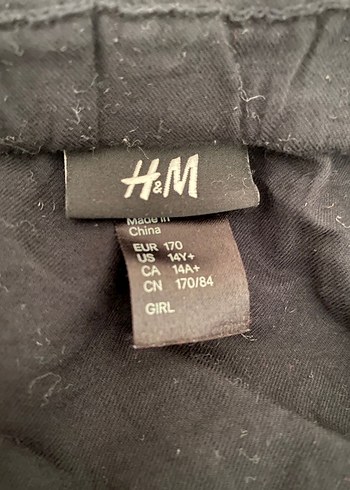 H&M
Made in
China
EUR 170
US 14Y+
CA 14A+
CN 170/84
GIRL